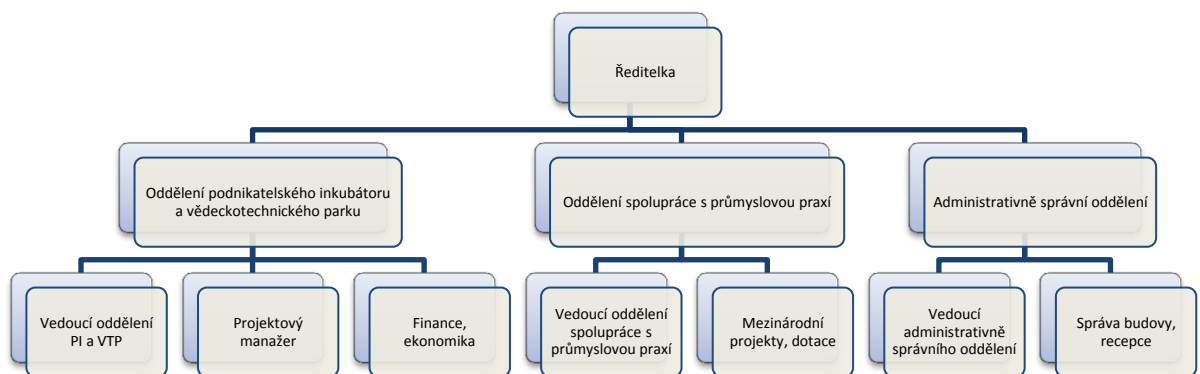 Ředitelka
Oddělení podnikatelského inkubátoru
a vědeckotechnického parku
Oddělení spolupráce s průmyslovou praxí
Administrativně správní oddělení
Vedoucí oddělení
PI a VTP
Projektový
manažer
Finance,
ekonomika
Vedoucí oddělení
spolupráce s
průmyslovou praxí
Mezinárodní
projekty, dotace
Vedoucí
administrativně
správního oddělení
Správa budovy,
recepce